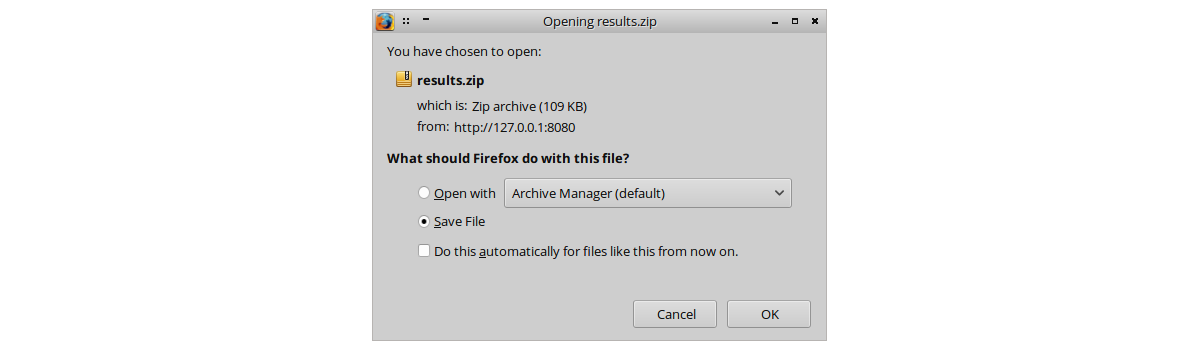 Opening results.zip
You have chosen to open:
results.zip
which is: Zip archive (109 KB)
from: http://127.0.0.1:8080
What should Firefox do with this file?
Open with Archive Manager (default)
Save File
Do this automatically for files like this from now on.
Cancel OK